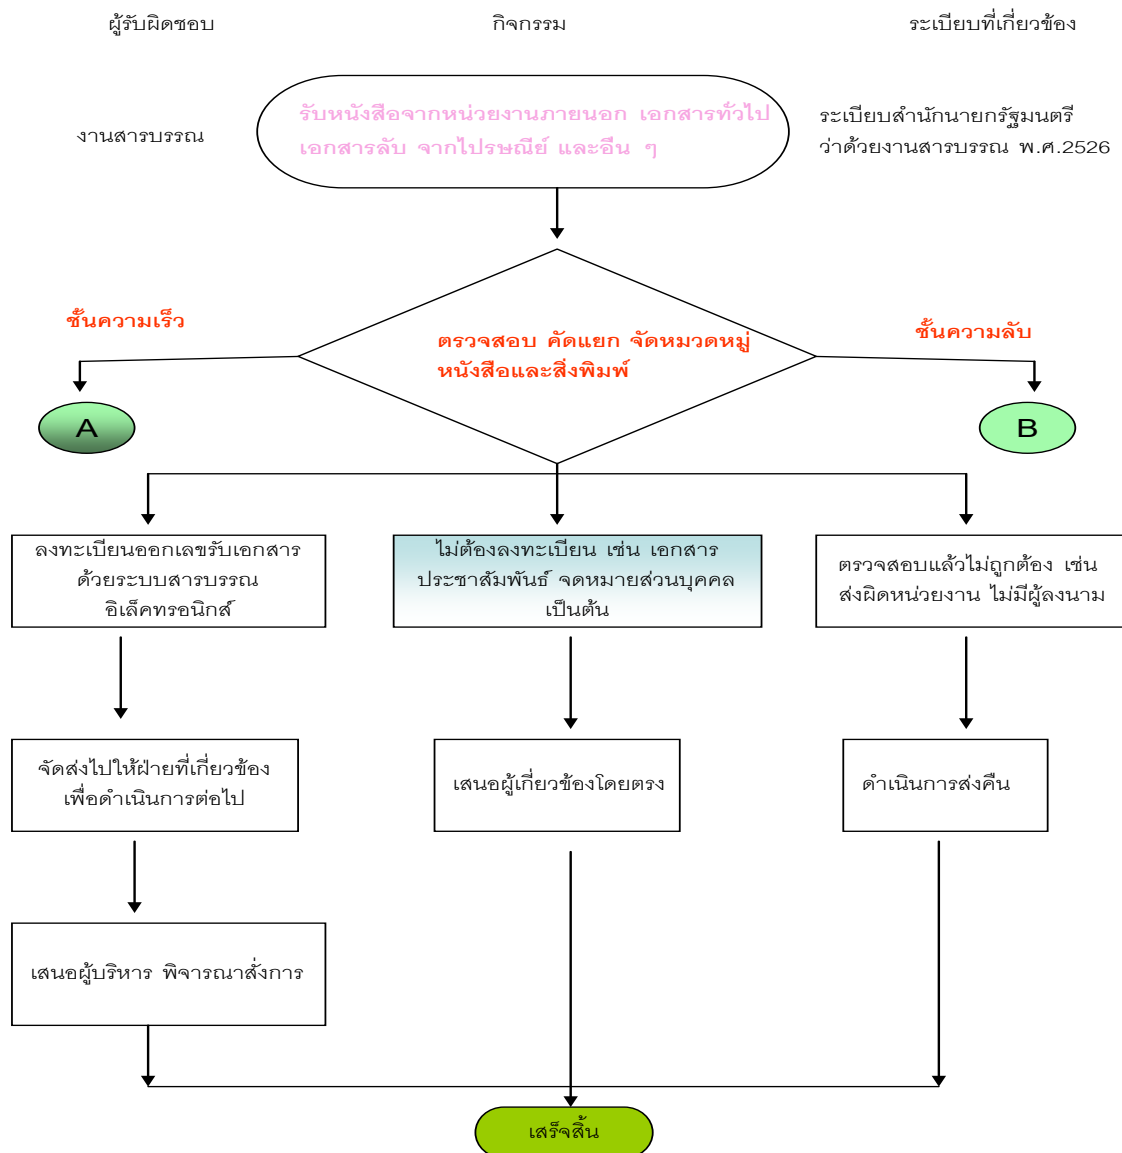 ผู้รับผิดชอบ
กิจกรรม
ระเบียบที่เกี่ยวข้อง
งานสารบรรณ
รับหนังสือจากหน่วยงานภายนอก เอกสารทั่วไป
เอกสารลับ จากไปรษณีย์ และอื่น ๆ
ระเบียบสำนักนายกรัฐมนตรี
ว่าด้วยงานสารบรรณ พ.ศ.2526
ชั้นความเร็ว
ตรวจสอบ คัดแยก จัดหมวดหมู่
หนังสือและสิ่งพิมพ์
ชั้นความลับ
A
B
ลงทะเบียนออกเลขรับเอกสาร
ด้วยระบบสารบรรณ
อิเล็คทรอนิกส์
ไม่ต้องลงทะเบียน เช่น เอกสาร
ประชาสัมพันธ์ จดหมายส่วนบุคคล
เป็นต้น
ตรวจสอบแล้วไม่ถูกต้อง เช่น
ส่งผิดหน่วยงาน ไม่มีผู้ลงนาม
จัดส่งไปให้ฝ่ายที่เกี่ยวข้อง
เพื่อดำเนินการต่อไป
เสนอผู้เกี่ยวข้องโดยตรง
ดำเนินการส่งคืน
เสนอผู้บริหาร พิจารณาสั่งการ
เสร็จสิ้น